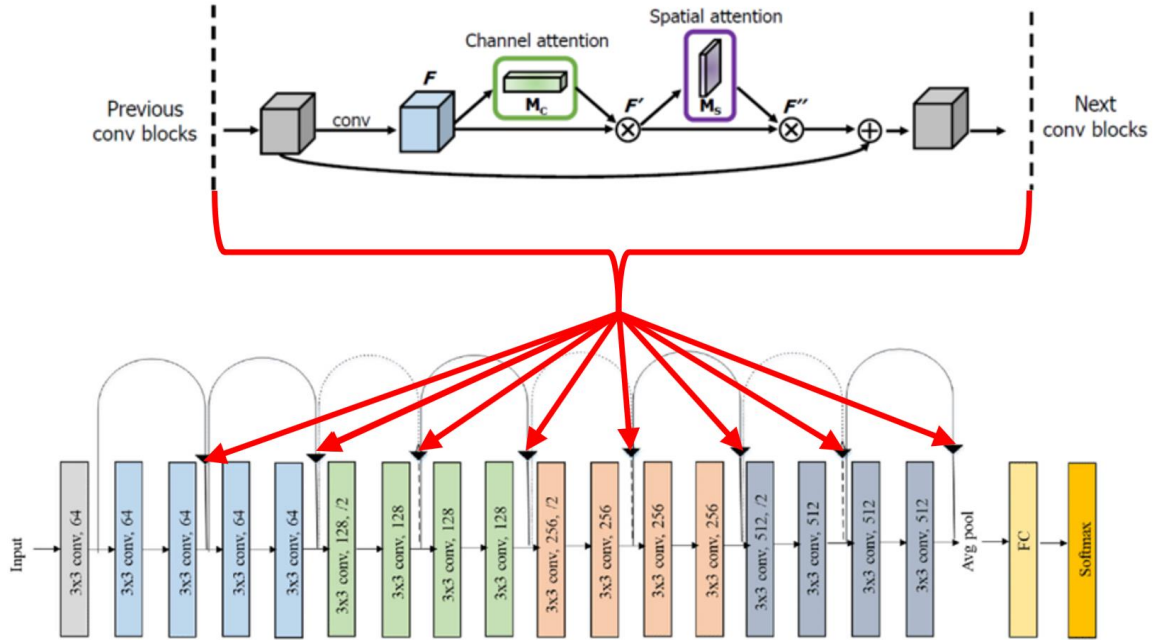 Spatial attention
Channel attention
F
M_C
F'
M_S
F''
Previous
conv blocks
conv
Next
conv blocks
Input
3x3 conv, 64
3x3 conv, 64
3x3 conv, 64
3x3 conv, 64
3x3 conv, 64
3x3 conv, 128, /2
3x3 conv, 128
3x3 conv, 128
3x3 conv, 128
3x3 conv, 256, /2
3x3 conv, 256
3x3 conv, 256
3x3 conv, 256
3x3 conv, 512, /2
3x3 conv, 512
3x3 conv, 512
3x3 conv, 512
Avg pool
FC
Softmax